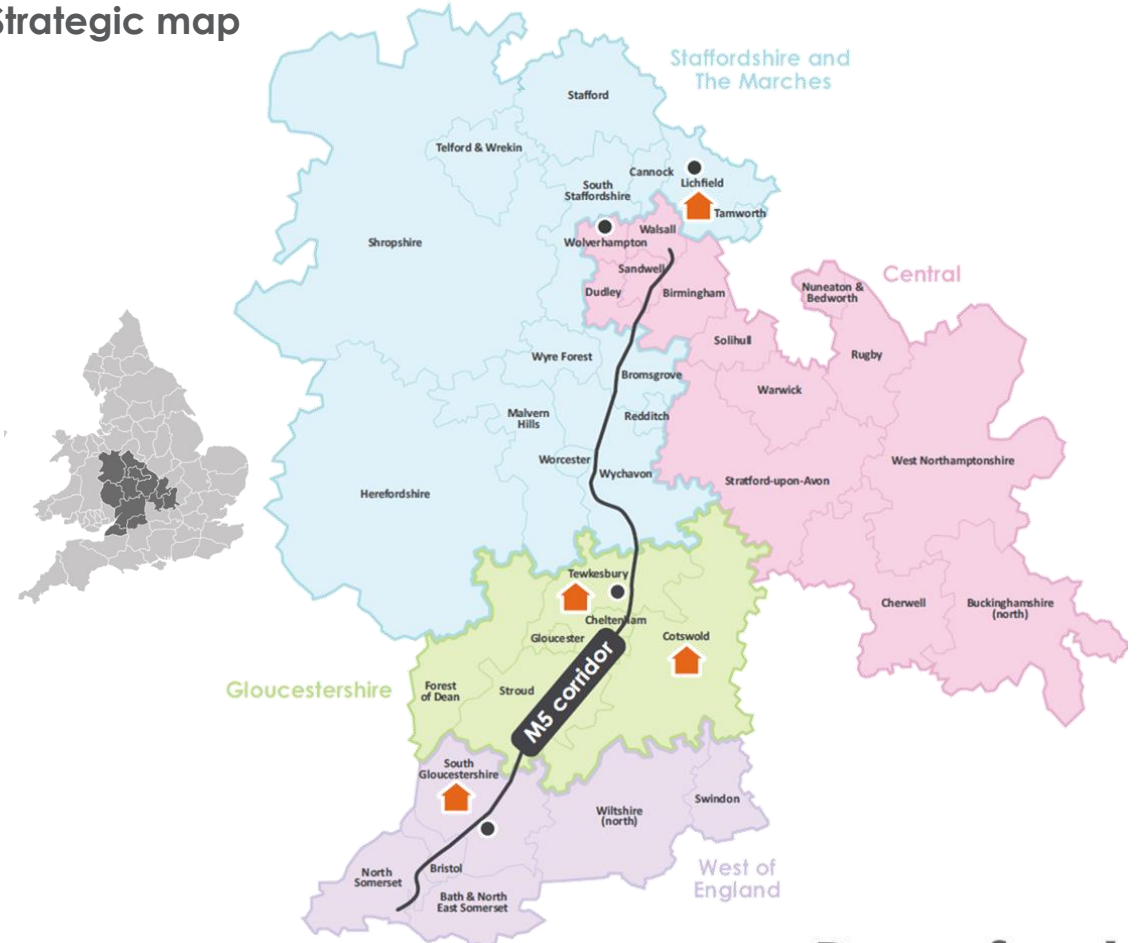 Strategic map
Staffordshire and
The Marches
Stafford
Telford & Wrekin
Cannock
Lichfield
South
Staffordshire
Tamworth
Shropshire
Walsall
Wolverhampton
Sandwell
Dudley
Birmingham
Central
Nuneaton &
Bedworth
Solihull
Rugby
Wyre Forest
Bromsgrove
Warwick
Malvern
Hills
Redditch
Worcester
Wychavon
West Northamptonshire
Stratford-upon-Avon
Herefordshire
Tewkesbury
Cheltenham
Gloucester
Cotswold
Cherwell
Buckinghamshire
(north)
Gloucestershire
Forest
of Dean
Stroud
M5 corridor
South
Gloucestershire
Swindon
Wiltshire
(north)
Bristol
North
Somerset
Bath & North
East Somerset
West of
England